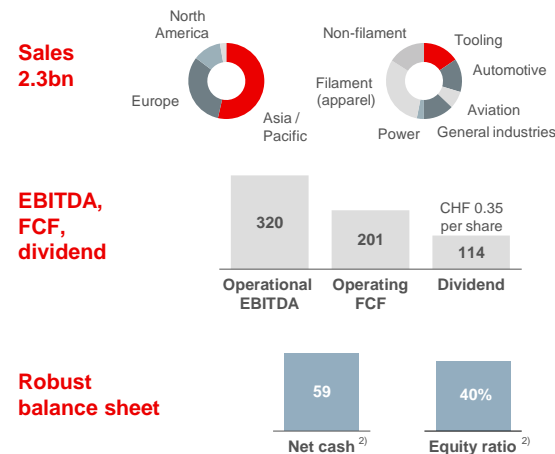 Sales
2.3bn
North
America
Europe
Asia /
Pacific
Non-filament
Filament
(apparel)
Power
Tooling
Automotive
Aviation
General industries
EBITDA,
FCF,
dividend
320
201
CHF 0.35
per share
114
Operational
EBITDA
Operating
FCF
Dividend
Robust
balance sheet
59
40%
Net cash 2)
Equity ratio 2)